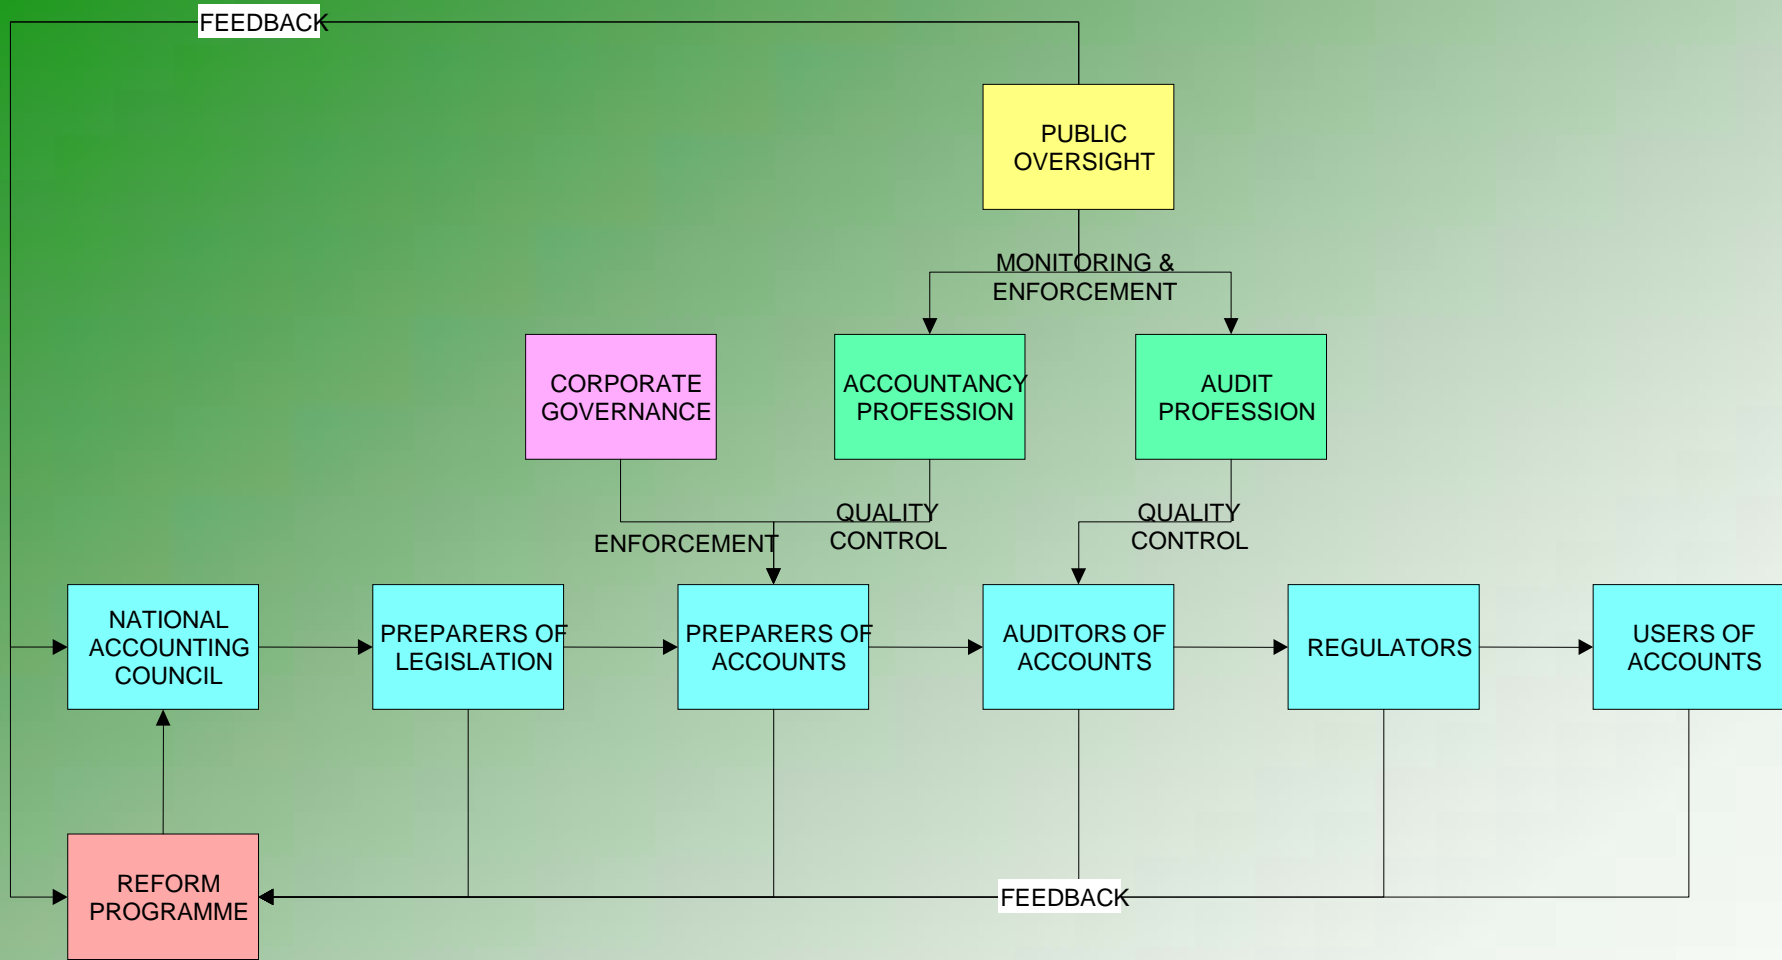 FEEDBACK
PUBLIC
OVERSIGHT
MONITORING &
ENFORCEMENT
CORPORATE
GOVERNANCE
ACCOUNTANCY
PROFESSION
AUDIT
PROFESSION
ENFORCEMENT
QUALITY
CONTROL
QUALITY
CONTROL
NATIONAL
ACCOUNTING
COUNCIL
PREPARERS OF
LEGISLATION
PREPARERS OF
ACCOUNTS
AUDITORS OF
ACCOUNTS
REGULATORS
USERS OF
ACCOUNTS
REFORM
PROGRAMME
FEEDBACK